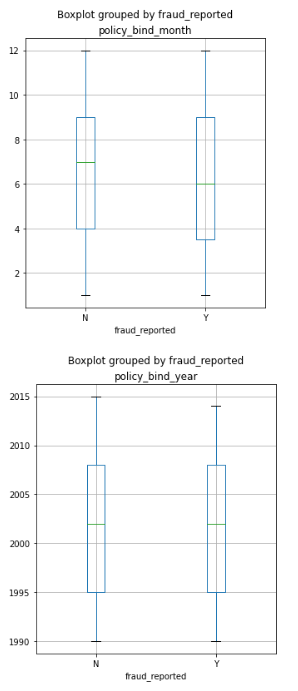 Boxplot grouped by fraud_reported
policy_bind_month
12
10
8
6
4
2
N Y
fraud_reported
Boxplot grouped by fraud_reported
policy_bind_year
2015
2010
2005
2000
1995
1990
N Y
fraud_reported